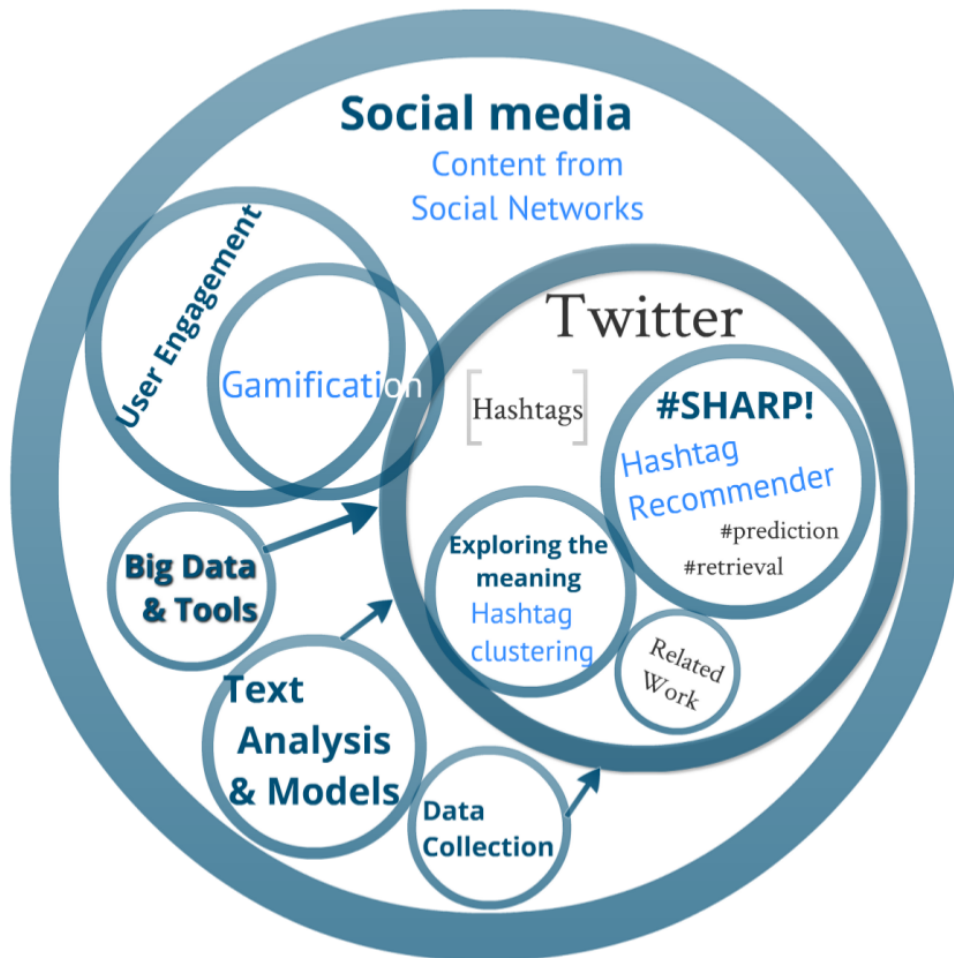 Social media
Content from
Social Networks
User Engagement
Gamification
Twitter
[Hashtags]
#SHARP!
Hashtag
Recommender
#prediction
#retrieval
Exploring the
meaning
Hashtag
clustering
Related
Work
Big Data
& Tools
Text
Analysis
& Models
Data
Collection